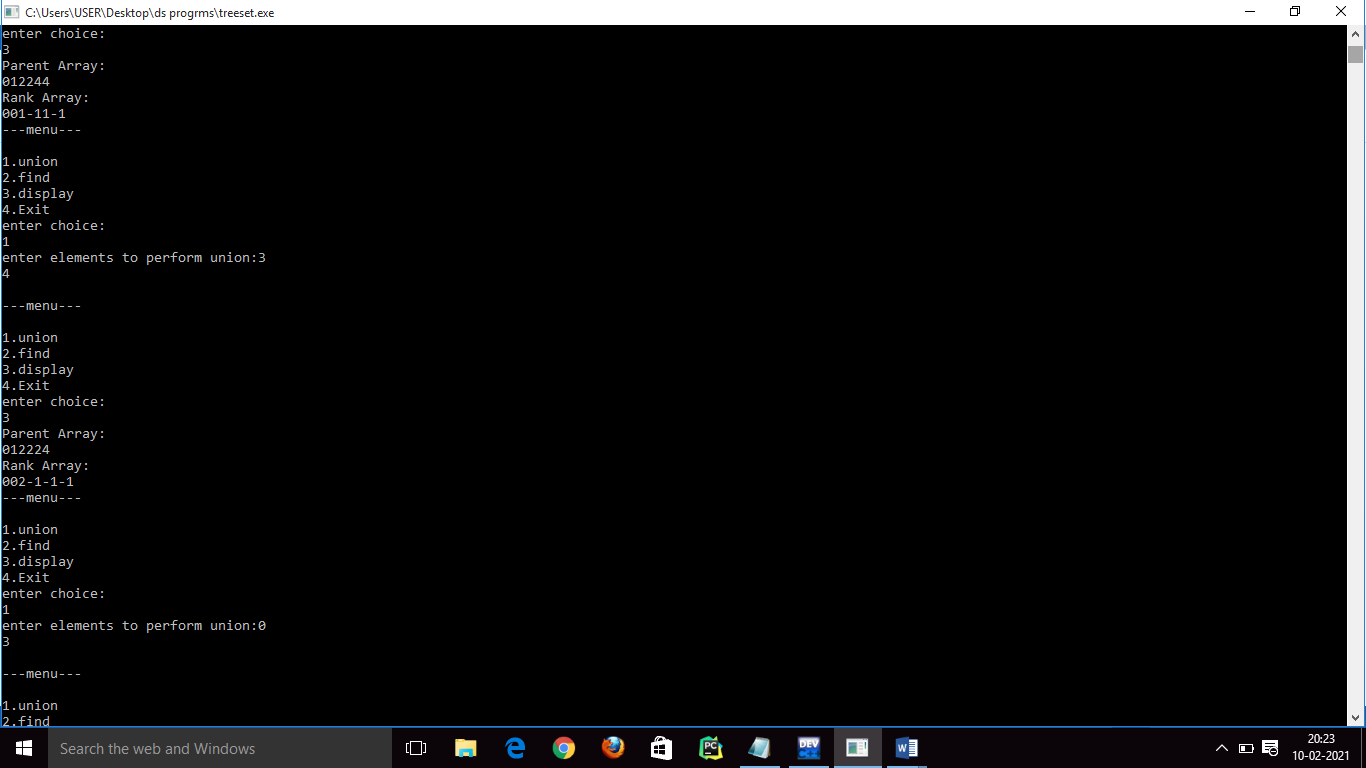 C:\Users\USER\Desktop\ds progrms\treeset.exe
enter choice:
3
Parent Array:
012244
Rank Array:
001-11-1
---menu---
1.union
2.find
3.display
4.Exit
enter choice:
1
enter elements to perform union:3
4
---menu---
1.union
2.find
3.display
4.Exit
enter choice:
3
Parent Array:
012224
Rank Array:
002-1-1-1
---menu---
1.union
2.find
3.display
4.Exit
enter choice:
1
enter elements to perform union:0
3
---menu---
1.union
2.find
Search the web and Windows
PC
DEV
C++
W
20:23
10-02-2021